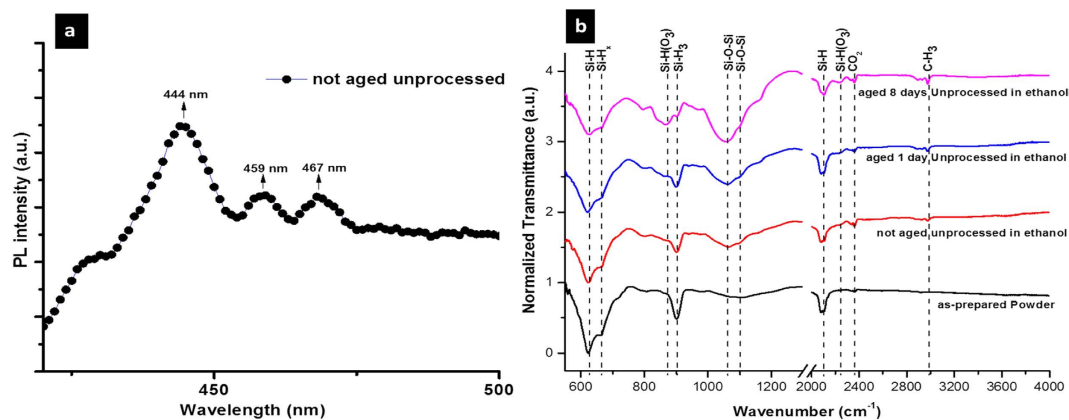 a
not aged unprocessed
444 nm
459 nm
467 nm
PL intensity (a.u.)
450
500
Wavelength (nm)
b
Si-H
Si-Hx
Si-H(O3)
Si-H3
Si-O-Si
Si-O-Si
Si-H
Si-H(O3)
CO2
C-H3
4
3
2
1
0
Normalized Transmittance (a.u.)
aged 8 days Unprocessed in ethanol
aged 1 day Unprocessed in ethanol
not aged unprocessed in ethanol
as-prepared Powder
600
800
1000
1200
2400
2800
3200
3600
4000
Wavenumber (cm-1)